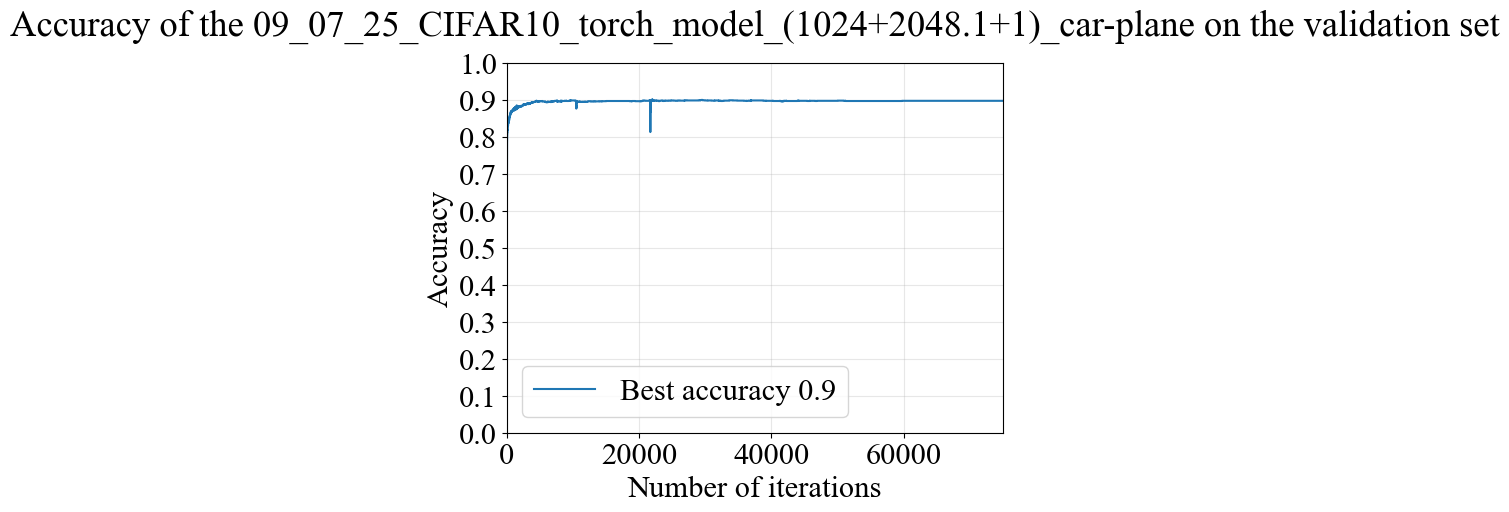 Accuracy of the 09_07_25_CIFAR10_torch_model_(1024+2048.1+1)_car-plane on the validation set
1.0
0.9
0.8
0.7
0.6
0.5
0.4
0.3
0.2
0.1
0.0
Accuracy
Best accuracy 0.9
0 20000 40000 60000
Number of iterations